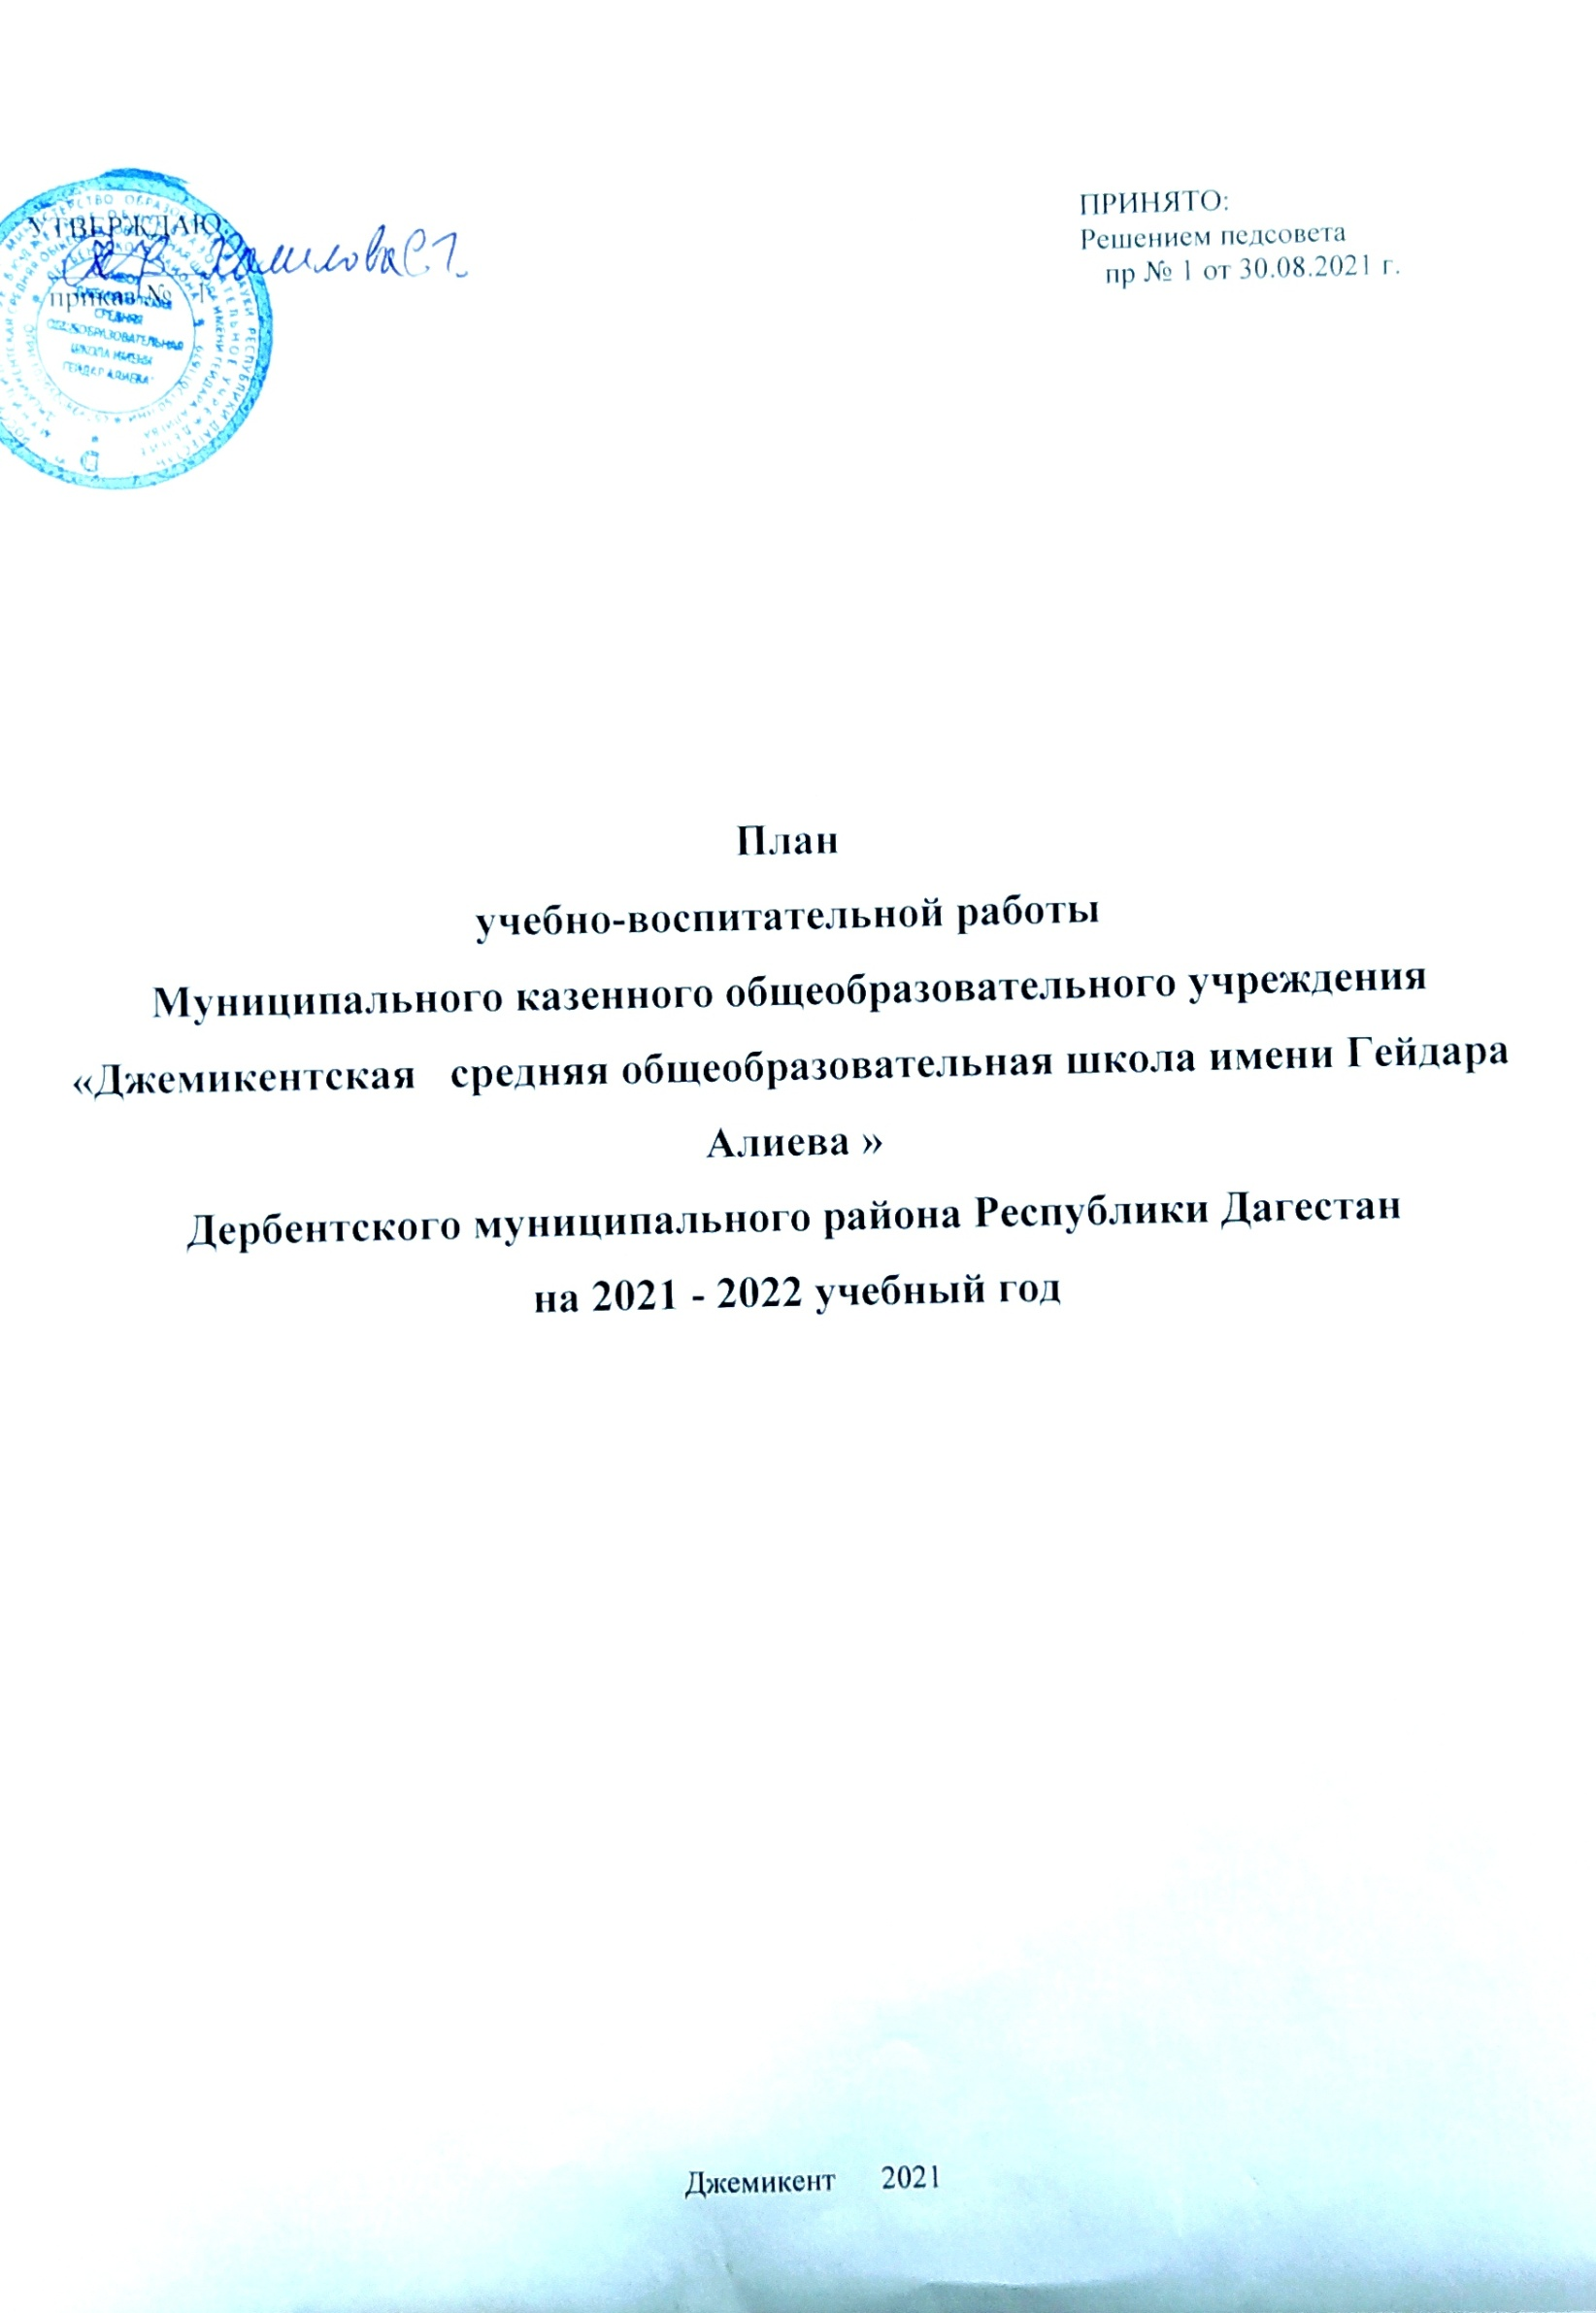 УТВЕРЖДАЮ:
приказ № 1
ПРИНЯТО:
Решением педсовета
пр № 1 от 30.08.2021 г.
План
учебно-воспитательной работы
Муниципального казенного общеобразовательного учреждения
«Джемикентская средняя общеобразовательная школа имени Гейдара
Алиева »
Дербентского муниципального района Республики Дагестан
на 2021 - 2022 учебный год
Джемикент 2021